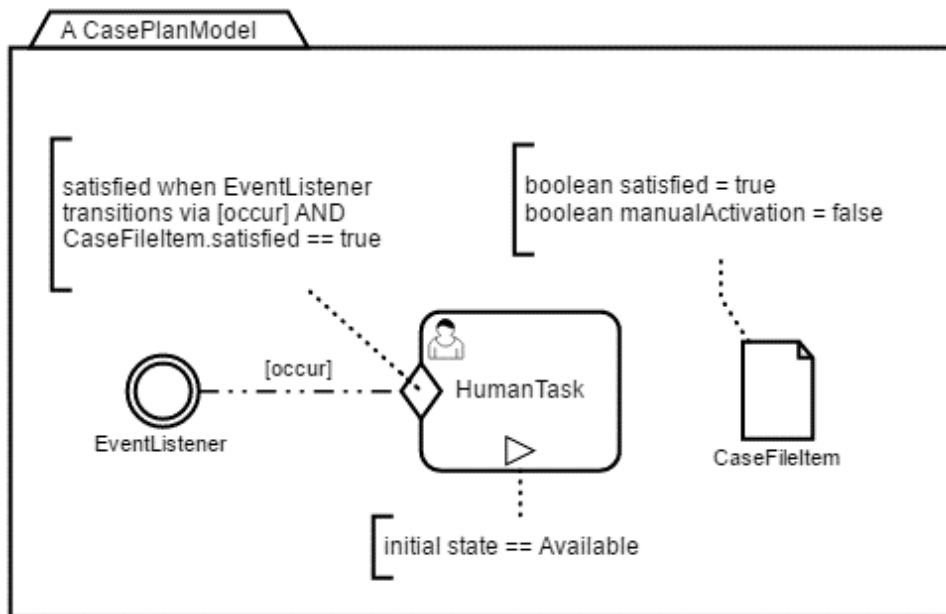 A CasePlanModel
satisfied when EventListener
transitions via [occur] AND
CaseFileItem.satisfied == true
boolean satisfied = true
boolean manualActivation = false
[occur]
EventListener
HumanTask
CaseFileItem
initial state == Available